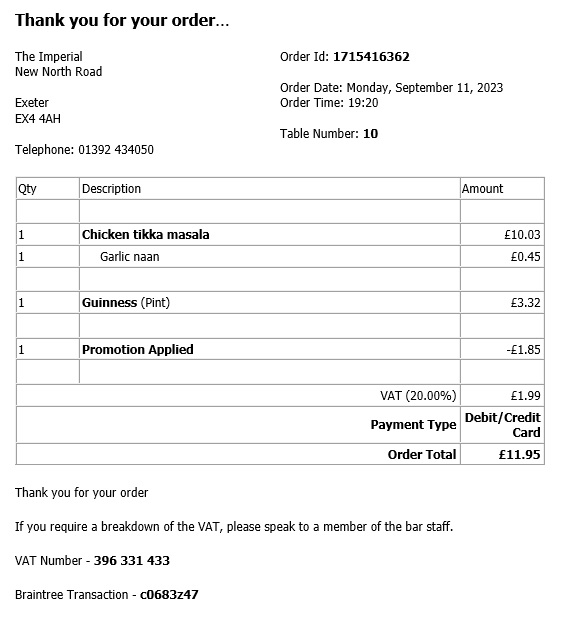 Thank you for your order...
The Imperial
New North Road
Exeter
EX4 4AH
Telephone: 01392 434050
Order Id: 1715416362
Order Date: Monday, September 11, 2023
Order Time: 19:20
Table Number: 10
Qty Description Amount
1 Chicken tikka masala £10.03
1 Garlic naan £0.45
1 Guinness (Pint) £3.32
1 Promotion Applied -£1.85
VAT (20.00%) £1.99
Payment Type Debit/Credit
Card
Order Total £11.95
Thank you for your order
If you require a breakdown of the VAT, please speak to a member of the bar staff.
VAT Number - 396 331 433
Braintree Transaction - c0683z47